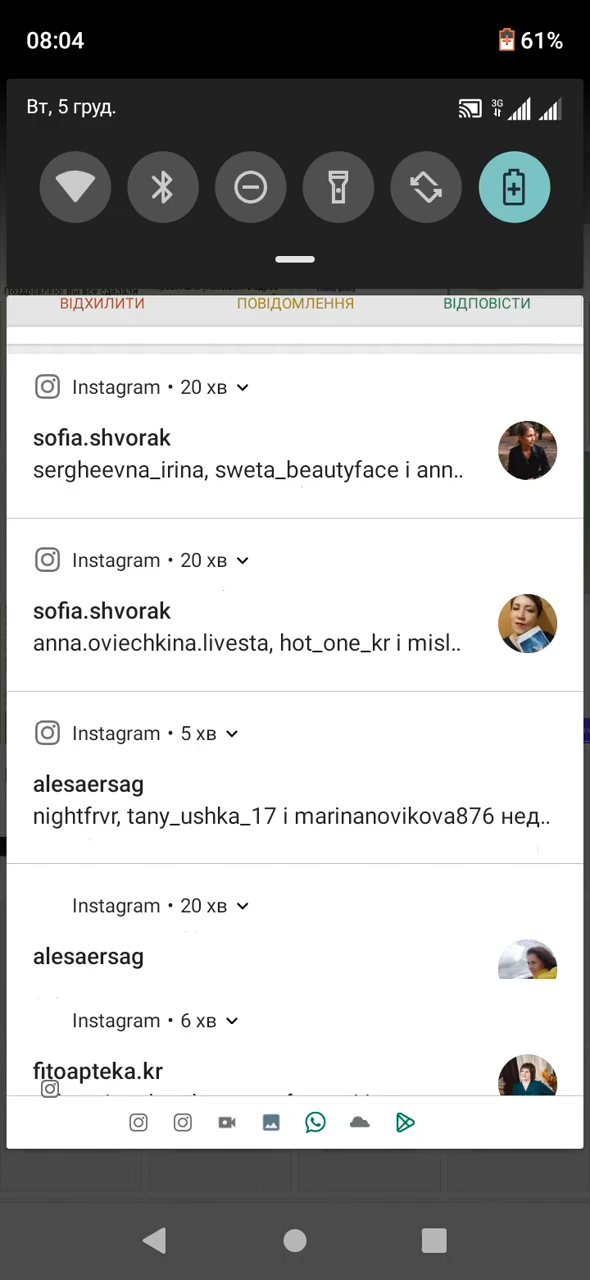 08:04
61%
Вт, 5 груд.
3G
ВІДХИЛИТИ ПОВІДОМЛЕННЯ ВІДПОВІСТИ
Instagram • 20 хв
sofia.shvorak
sergheevna_irina, sweta_beautyface і ann..
Instagram • 20 хв
sofia.shvorak
anna.oviechkina.livesta, hot_one_kr і misl..
Instagram • 5 хв
alesaersag
nightfrvr, tany_ushka_17 і marinanovikova876 нед..
Instagram • 20 хв
alesaersag
Instagram • 6 хв
fitoapteka.kr